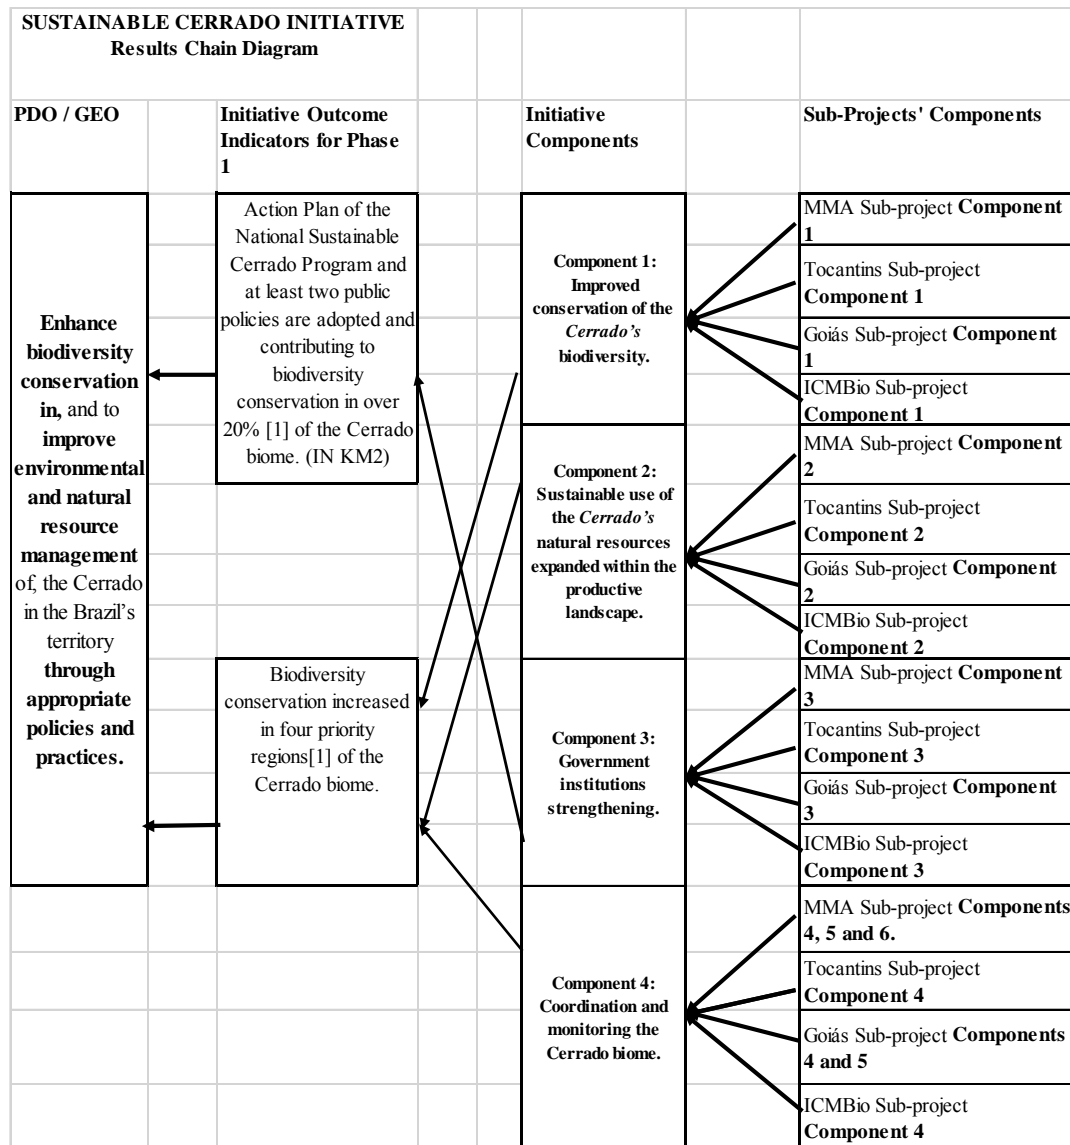 SUSTAINABLE CERRADO INITIATIVE
Results Chain Diagram
PDO / GEO
Initiative Outcome
Indicators for Phase
1
Initiative
Components
Sub-Projects' Components
Enhance
biodiversity
conservation
in, and to
improve
environmental
and natural
resource
management
of, the Cerrado
in the Brazil's
territory
through
appropriate
policies and
practices.
Action Plan of the
National Sustainable
Cerrado Program and
at least two public
policies are adopted and
contributing to
biodiversity
conservation in over
20% [1] of the Cerrado
biome. (IN KM2)
Biodiversity
conservation increased
in four priority
regions[1] of the
Cerrado biome.
Component 1:
Improved
conservation of the
Cerrado's
biodiversity.
Component 2:
Sustainable use of
the Cerrado's
natural resources
expanded within the
productive
landscape.
Component 3:
Government
institutions
strengthening.
Component 4:
Coordination and
monitoring the
Cerrado biome.
MMA Sub-project Component
1
Tocantins Sub-project
Component 1
Goiás Sub-project Component
1
ICMBio Sub-project
Component 1
MMA Sub-project Component
2
Tocantins Sub-project
Component 2
Goiás Sub-project Component
2
ICMBio Sub-project
Component 2
MMA Sub-project Component
3
Tocantins Sub-project
Component 3
Goiás Sub-project Component
3
ICMBio Sub-project
Component 3
MMA Sub-project Components
4, 5 and 6.
Tocantins Sub-project
Component 4
Goiás Sub-project Components
4 and 5
ICMBio Sub-project
Component 4